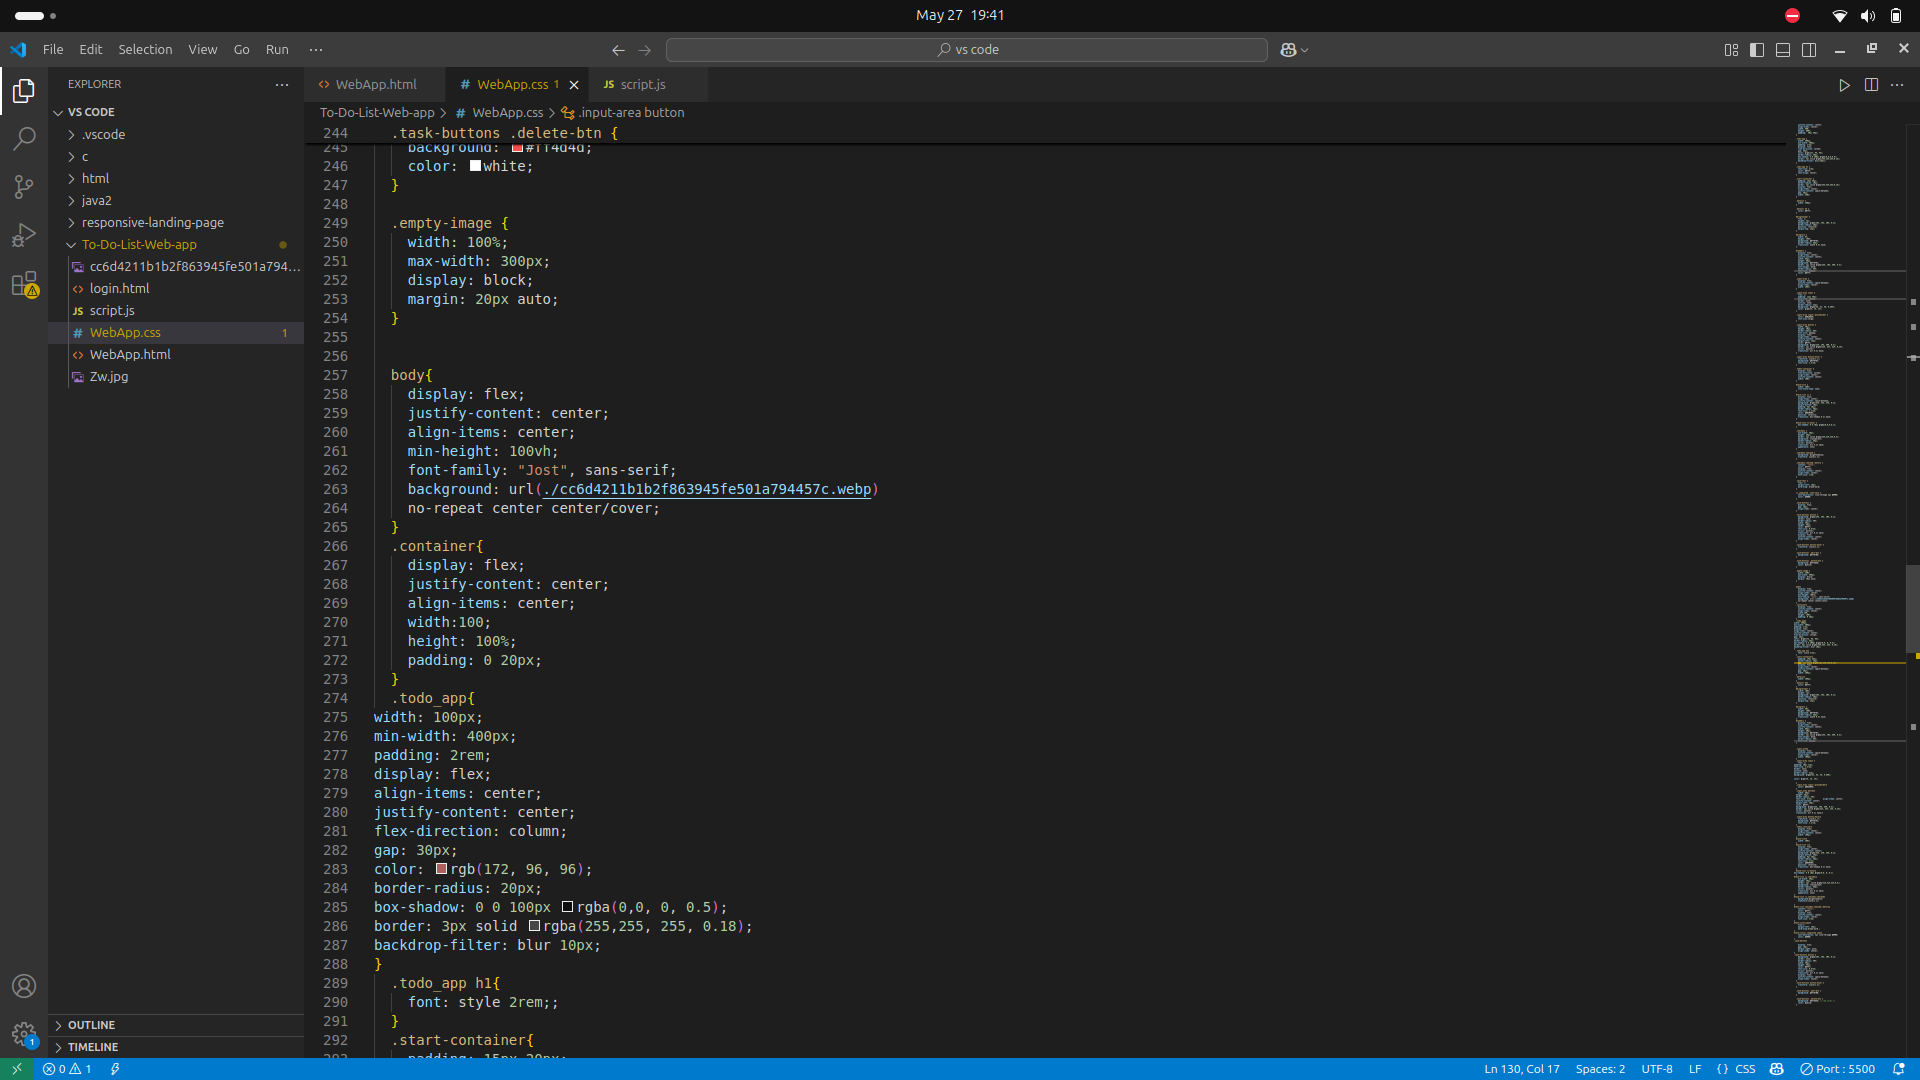 May 27 19:41
File Edit Selection View Go Run ···
vs code
EXPLORER ···
VS CODE
.vscode
c
html
java2
responsive-landing-page
To-Do-List-Web-app
cc6d4211b1b2f863945fe501a794...
login.html
JS script.js
# WebApp.css 1
WebApp.html
Zw.jpg
OUTLINE
TIMELINE
WebApp.html
# WebApp.css 1
JS script.js
To-Do-List-Web-app > # WebApp.css > .input-area button
244 .task-buttons .delete-btn {
245 background: #ff4d4d;
246 color: white;
247 }
248
249 .empty-image {
250 width: 100%;
251 max-width: 300px;
252 display: block;
253 margin: 20px auto;
254 }
255
256
257 body{
258 display: flex;
259 justify-content: center;
260 align-items: center;
261 min-height: 100vh;
262 font-family: "Jost", sans-serif;
263 background: url(./cc6d4211b1b2f863945fe501a794457c.webp)
264 no-repeat center center/cover;
265 }
266 .container{
267 display: flex;
268 justify-content: center;
269 align-items: center;
270 width:100;
271 height: 100%;
272 padding: 0 20px;
273 }
274 .todo_app{
275 width: 100px;
276 min-width: 400px;
277 padding: 2rem;
278 display: flex;
279 align-items: center;
280 justify-content: center;
281 flex-direction: column;
282 gap: 30px;
283 color: rgb(172, 96, 96);
284 border-radius: 20px;
285 box-shadow: 0 0 100px rgba(0,0, 0, 0.5);
286 border: 3px solid rgba(255,255, 255, 0.18);
287 backdrop-filter: blur 10px;
288 }
289 .todo_app h1{
290 font: style 2rem;;
291 }
292 .start-container{
293 padding: 15px 20px;
0 1
Ln 130, Col 17 Spaces: 2 UTF-8 LF {} CSS Port : 5500